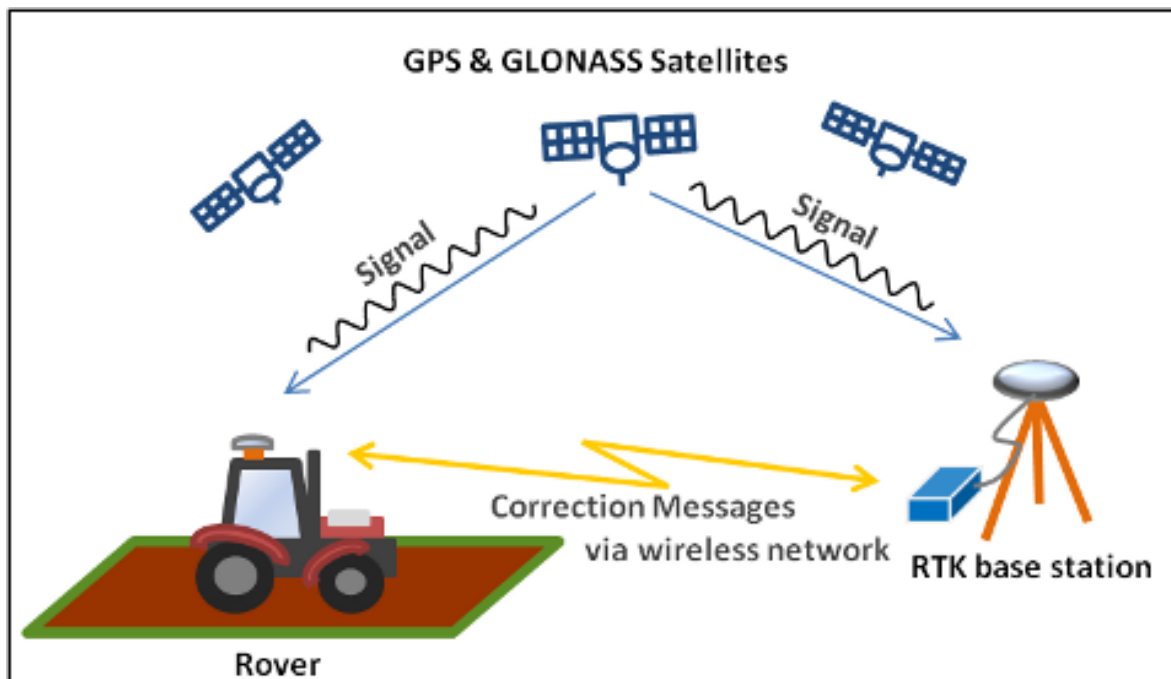 GPS & GLONASS Satellites
Signal
Signal
Correction Messages
via wireless network
RTK base station
Rover